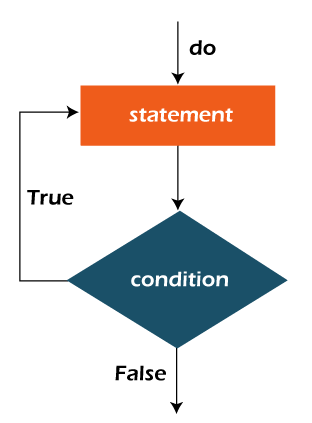 do
statement
True
condition
False